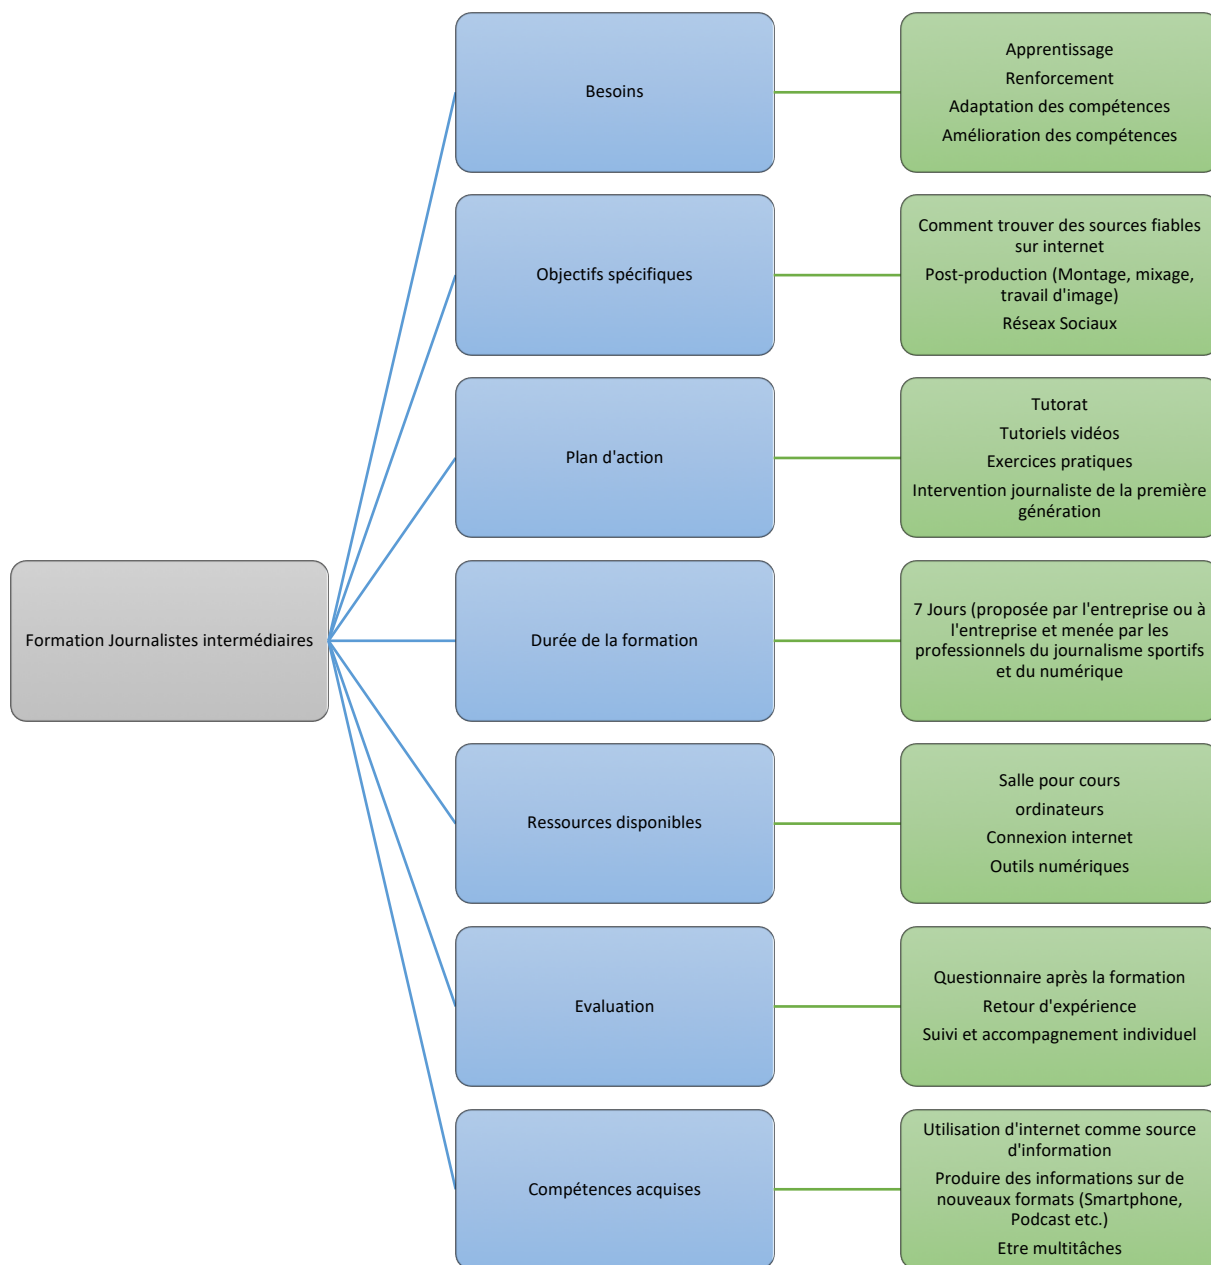 Besoins
Apprentissage
Renforcement
Adaptation des compétences
Amélioration des compétences
Objectifs spécifiques
Comment trouver des sources fiables
sur internet
Post-production (Montage, mixage,
travail d'image)
Réseax Sociaux
Plan d'action
Tutorat
Tutoriels vidéos
Exercices pratiques
Intervention journaliste de la première
génération
Formation Journalistes intermédiaires
Durée de la formation
7 Jours (proposée par l'entreprise ou à
l'entreprise et menée par les
professionnels du journalisme sportifs
et du numérique
Ressources disponibles
Salle pour cours
ordinateurs
Connexion internet
Outils numériques
Evaluation
Questionnaire après la formation
Retour d'expérience
Suivi et accompagnement individuel
Compétences acquises
Utilisation d'internet comme source
d'information
Produire des informations sur de
nouveaux formats (Smartphone,
Podcast etc.)
Etre multitâches